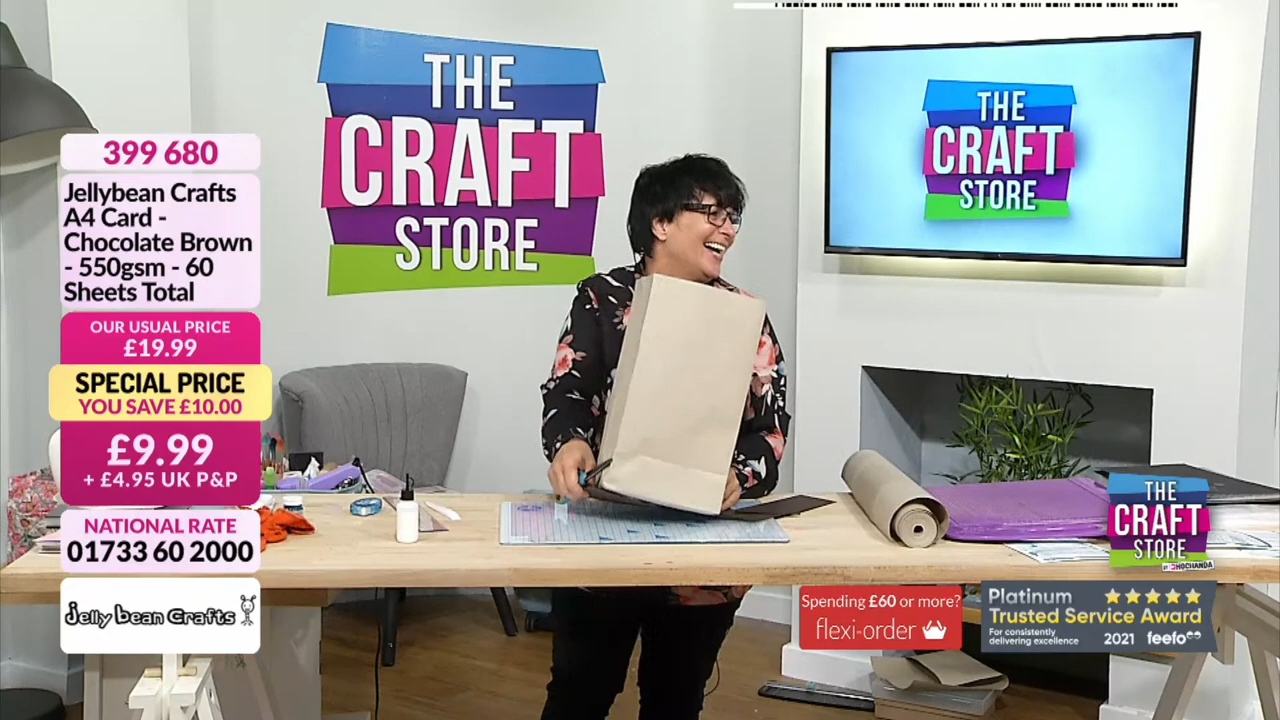 THE
CRAFT
STORE
THE
CRAFT
STORE
399 680
Jellybean Crafts
A4 Card -
Chocolate Brown
- 550gsm - 60
Sheets Total
OUR USUAL PRICE
£19.99
SPECIAL PRICE
YOU SAVE £10.00
£9.99
+ £4.95 UK P&P
NATIONAL RATE
01733 60 2000
jelly bean Crafts
THE
CRAFT
STORE
BY HOCHANDA
Spending £60 or more?
flexi-order
Platinum
Trusted Service Award
For consistently
delivering excellence
2021 feefo